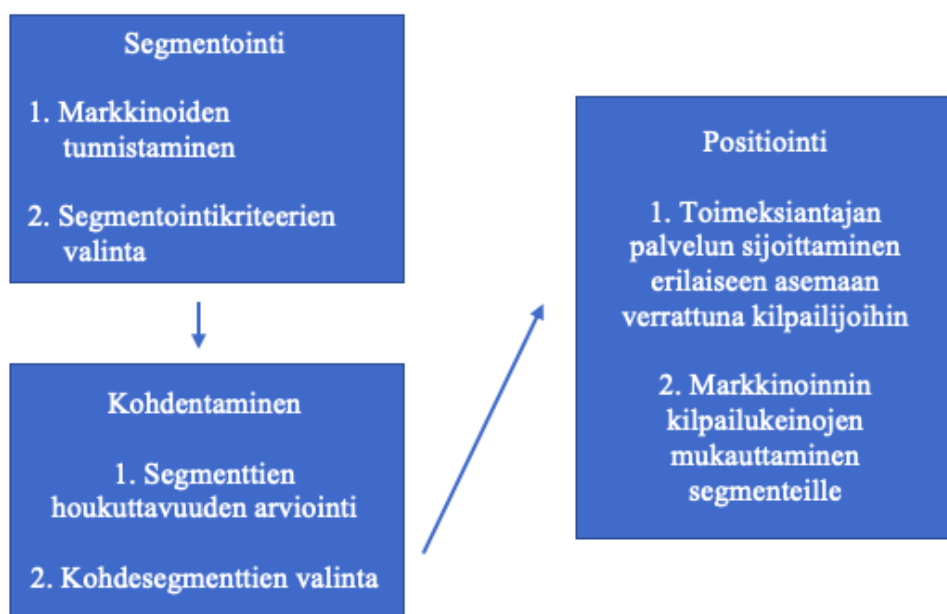 Segmentointi
1. Markkinoiden
tunnistaminen
2. Segmentointikriteerien
valinta
Kohdentaminen
1. Segmenttien
houkuttavuuden arviointi
2. Kohdesegmenttien valinta
Positiointi
1. Toimeksiantajan
palvelun sijoittaminen
erilaiseen asemaan
verrattuna kilpailijoihin
2. Markkinoinnin
kilpailukeinojen
mukauttaminen
segmenteille